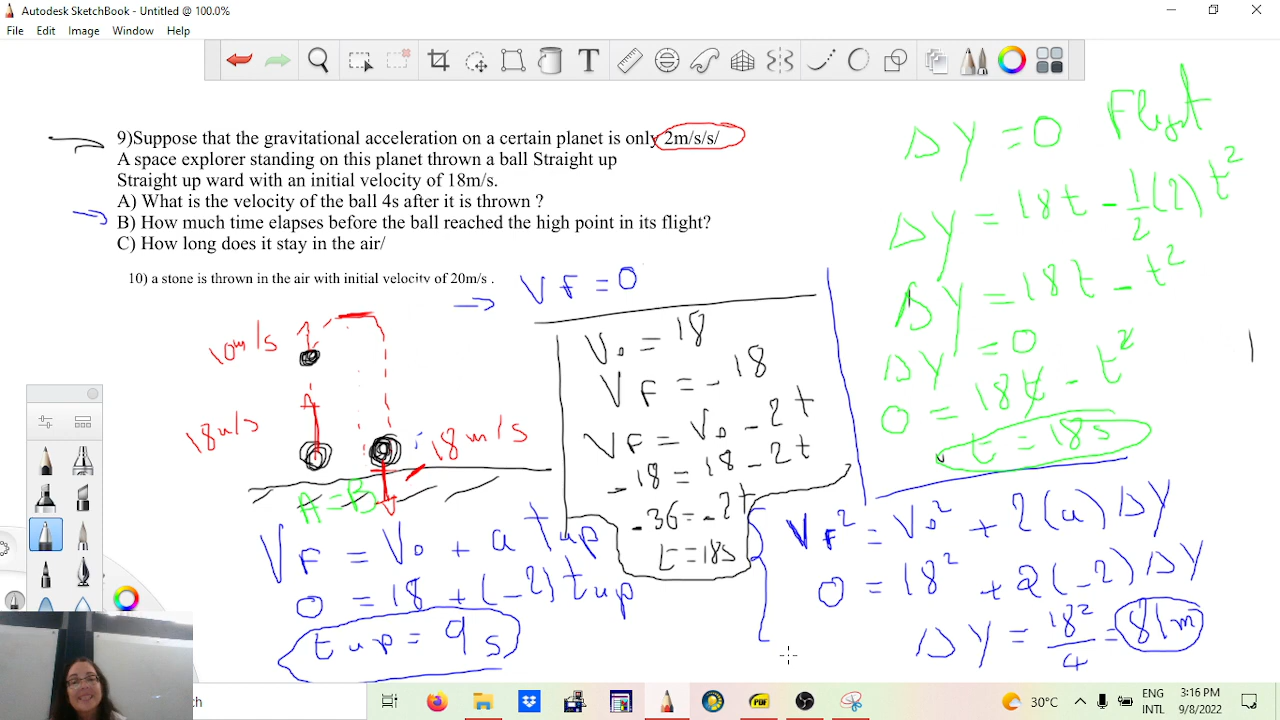 Autodesk SketchBook - Untitled @ 100.0%
File Edit Image Window Help
T
9)Suppose that the gravitational acceleration on a certain planet is only 2m/s/s/
A space explorer standing on this planet thrown a ball Straight up
Straight up ward with an initial velocity of 18m/s.
A) What is the velocity of the ball 4s after it is thrown ?
B) How much time elapses before the ball reached the high point in its flight?
C) How long does it stay in the air/
10) a stone is thrown in the air with initial velocity of 20m/s .
VF = 0
10m/s
18m/s
18m/s
A = B
VF = V0 + a tup
0 = 18 + (-2) tup
tup = 9s
V0 = 18
VF = -18
VF = V0 - 2t
-18 = 18 - 2t
-36 = -2t
t = 18s
ΔY = 0 Flight
ΔY = 18t - 1/2 (2) t²
ΔY = 18t - t²
ΔY = 0
0 = 18t - t²
t = 18s
VF² = V0² + 2(a) ΔY
0 = 18² + 2(-2) ΔY
ΔY = 18²/4 = 81m
rch
PDF
30°C
ENG
INTL
3:16 PM
9/8/2022